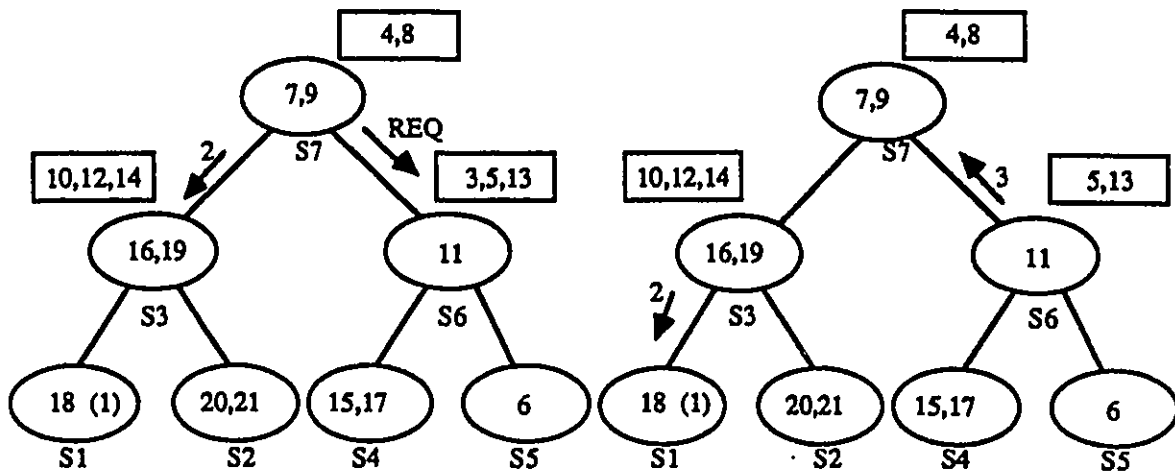 4,8
7,9
REQ
2
S7
10,12,14
3,5,13
16,19
11
S3
S6
18 (1)
20,21
15,17
6
S1
S2
S4
S5
4,8
7,9
S7
3
10,12,14
5,13
16,19
11
2
S3
S6
18 (1)
20,21
15,17
6
S1
S2
S4
S5